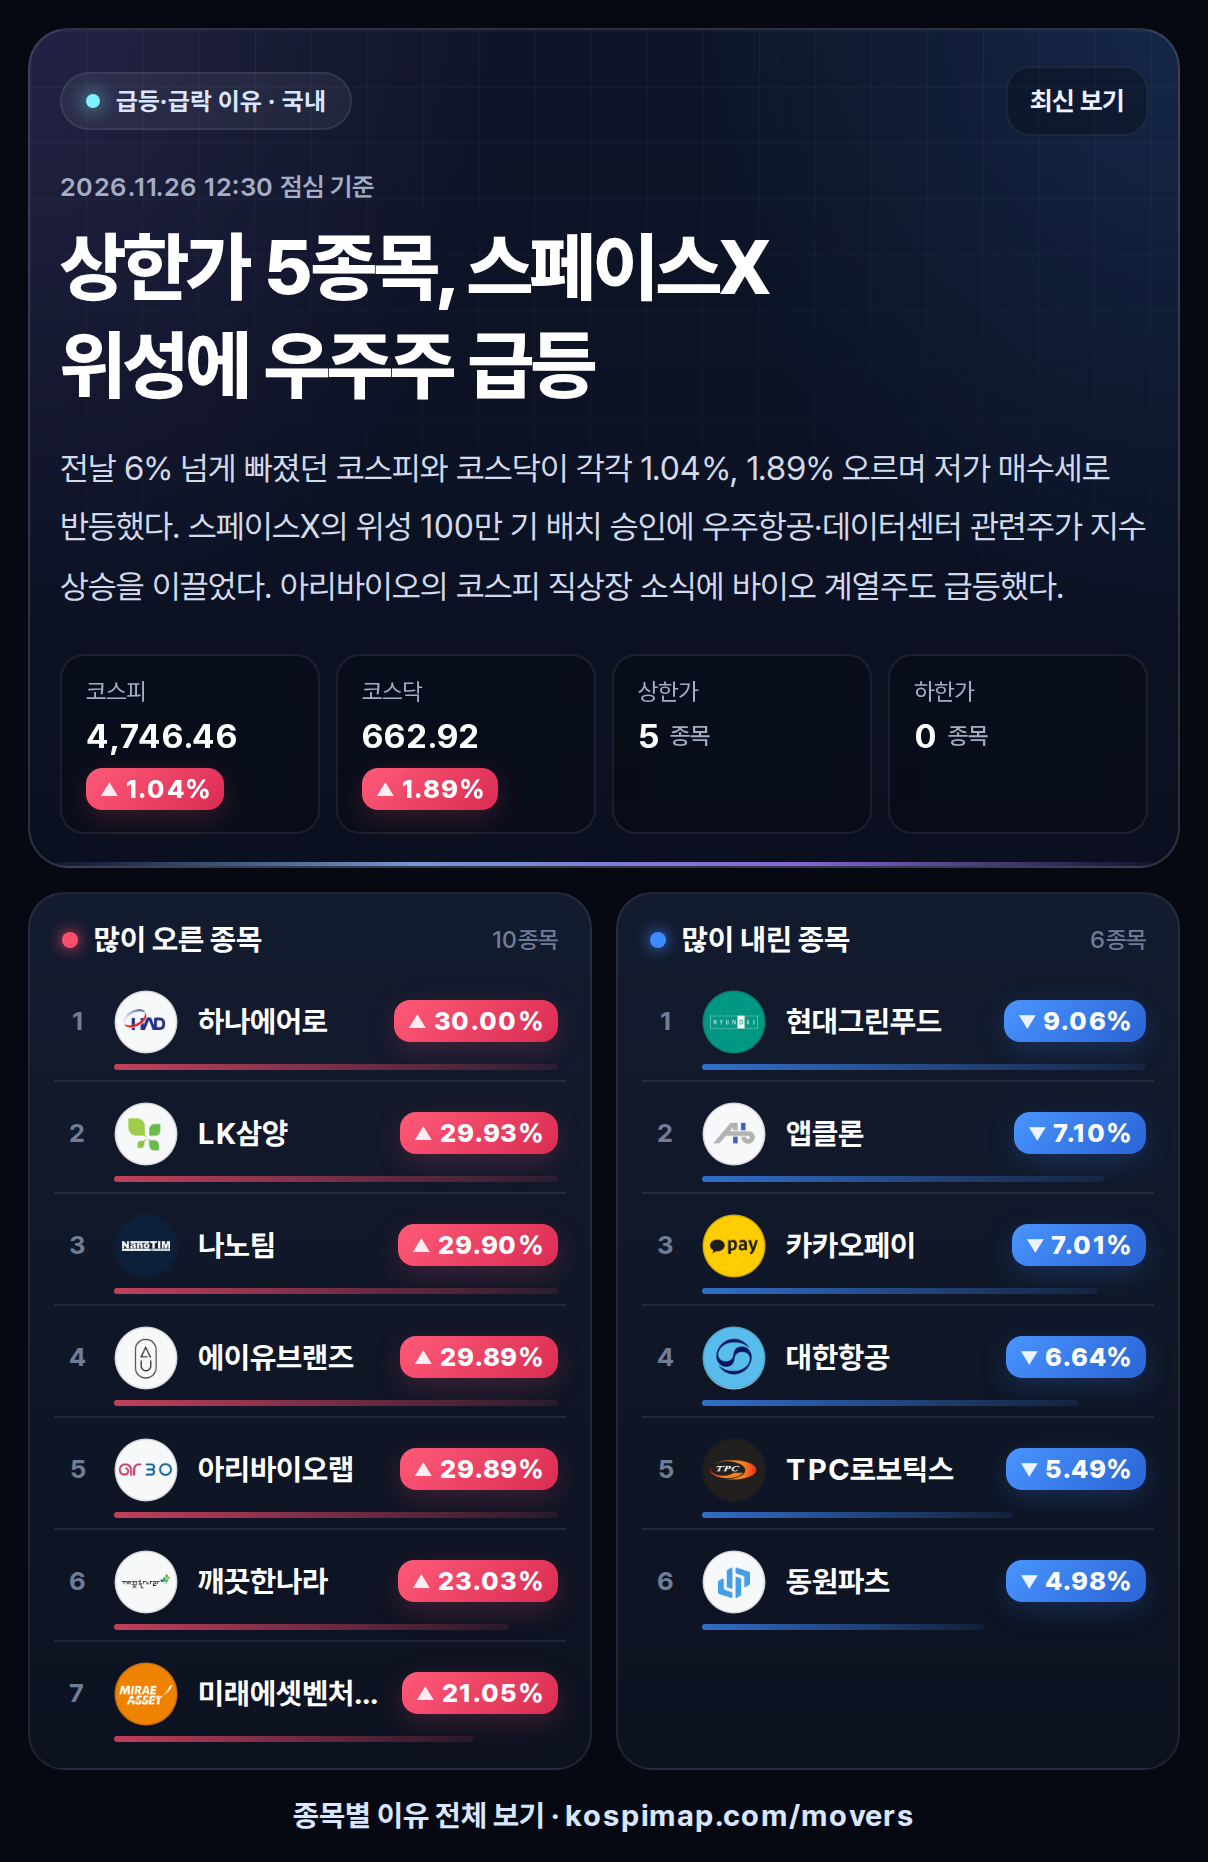 급등·급락 이유 · 국내
최신 보기
2026.11.26 12:30 점심 기준
상한가 5종목, 스페이스X
위성에 우주주 급등
전날 6% 넘게 빠졌던 코스피와 코스닥이 각각 1.04%, 1.89% 오르며 저가 매수세로
반등했다. 스페이스X의 위성 100만 기 배치 승인에 우주항공·데이터센터 관련주가 지수
상승을 이끌었다. 아리바이오의 코스피 직상장 소식에 바이오 계열주도 급등했다.
코스피
4,746.46
▲ 1.04%
코스닥
662.92
▲ 1.89%
상한가
5 종목
하한가
0 종목
많이 오른 종목
10종목
1 HAD 하나에어로 ▲ 30.00%
2 LK삼양 ▲ 29.93%
3 NanoTIM 나노팀 ▲ 29.90%
4 AU 에이유브랜즈 ▲ 29.89%
5 아리바이오랩 ▲ 29.89%
6 깨끗한나라 ▲ 23.03%
7 MIRAE ASSET 미래에셋벤처... ▲ 21.05%
많이 내린 종목
6종목
1 HYUNDAI 현대그린푸드 ▼ 9.06%
2 앱클론 ▼ 7.10%
3 pay 카카오페이 ▼ 7.01%
4 대한항공 ▼ 6.64%
5 TPC TPC로보틱스 ▼ 5.49%
6 동원파츠 ▼ 4.98%
종목별 이유 전체 보기 · kospimap.com/movers